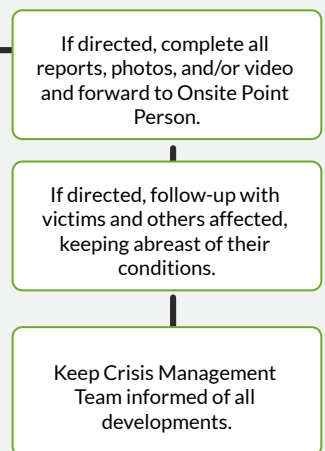 If directed, complete all
reports, photos, and/or video
and forward to Onsite Point
Person.
If directed, follow-up with
victims and others affected,
keeping abreast of their
conditions.
Keep Crisis Management
Team informed of all
developments.